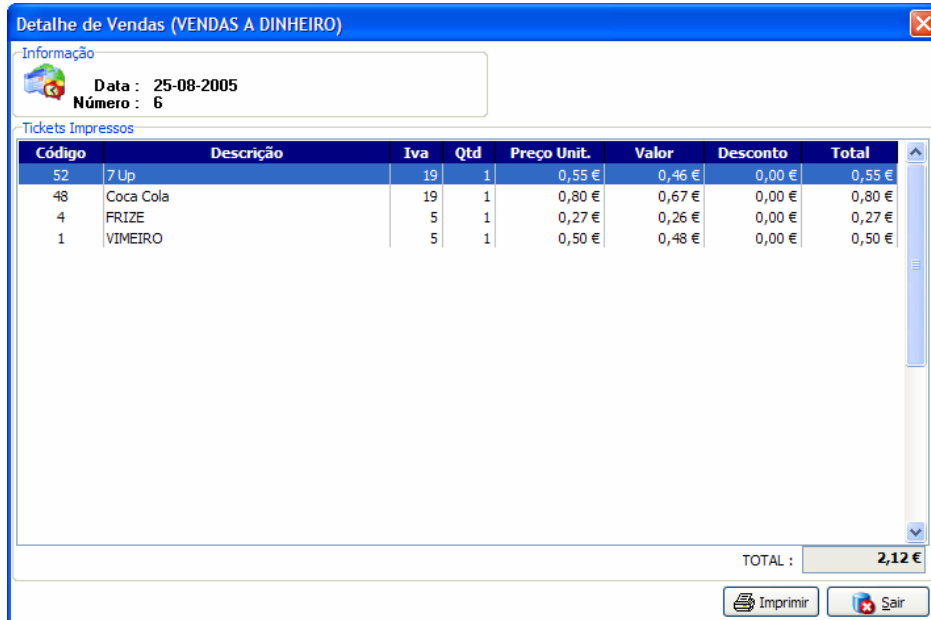 Detalhe de Vendas (VENDAS A DINHEIRO)
Informação
Data : 25-08-2005
Número : 6
Tickets Impressos
Código Descrição Iva Qtd Preço Unit. Valor Desconto Total
52 7 Up 19 1 0,55 € 0,46 € 0,00 € 0,55 €
48 Coca Cola 19 1 0,80 € 0,67 € 0,00 € 0,80 €
4 FRIZE 5 1 0,27 € 0,26 € 0,00 € 0,27 €
1 VIMEIRO 5 1 0,50 € 0,48 € 0,00 € 0,50 €
TOTAL : 2,12 €
Imprimir Sair